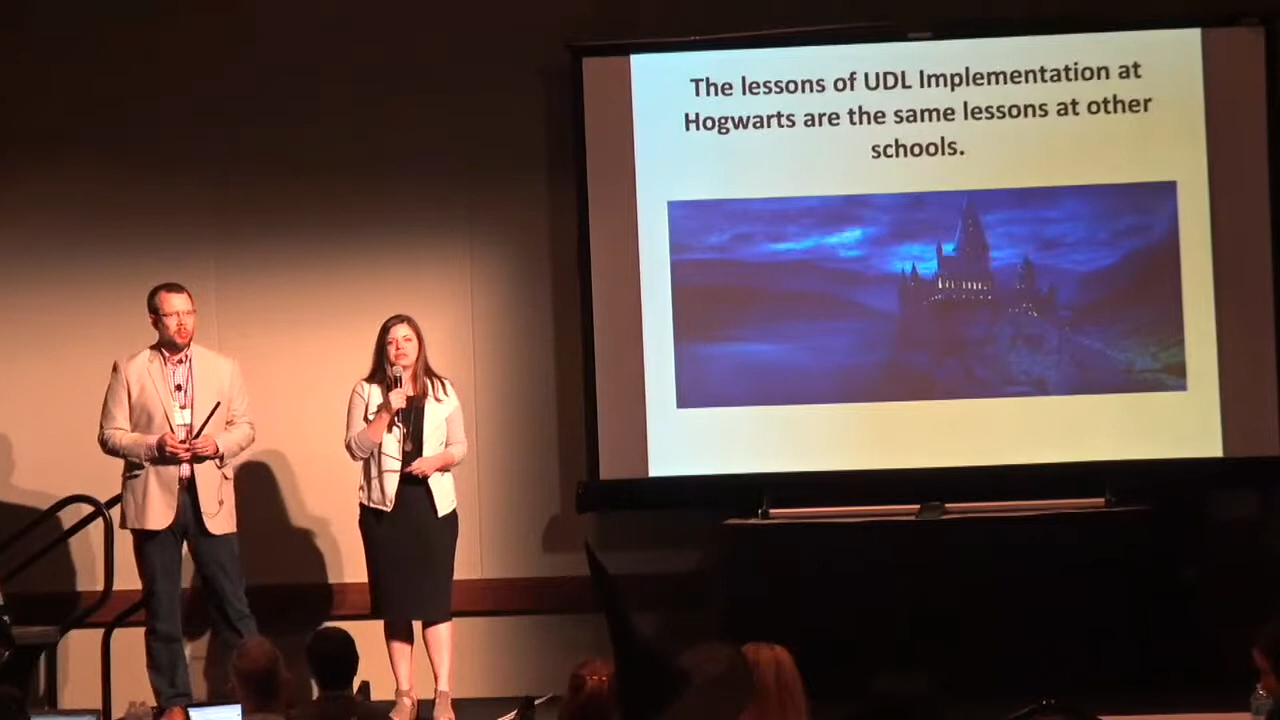 The lessons of UDL Implementation at
Hogwarts are the same lessons at other
schools.